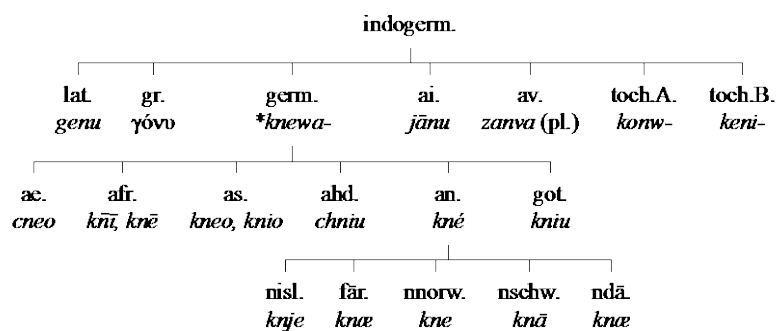 indogerm.
lat. gr. germ. ai. av. toch.A. toch.B.
genu γόνυ *knewa- jānu zanva (pl.) konw- keni-
ae. afr. as. ahd. an. got.
cneo knī, knē kneo, knio chniu kné kniu
nisl. fär. nnorw. nschw. ndä.
knje knæ kne knä knæ